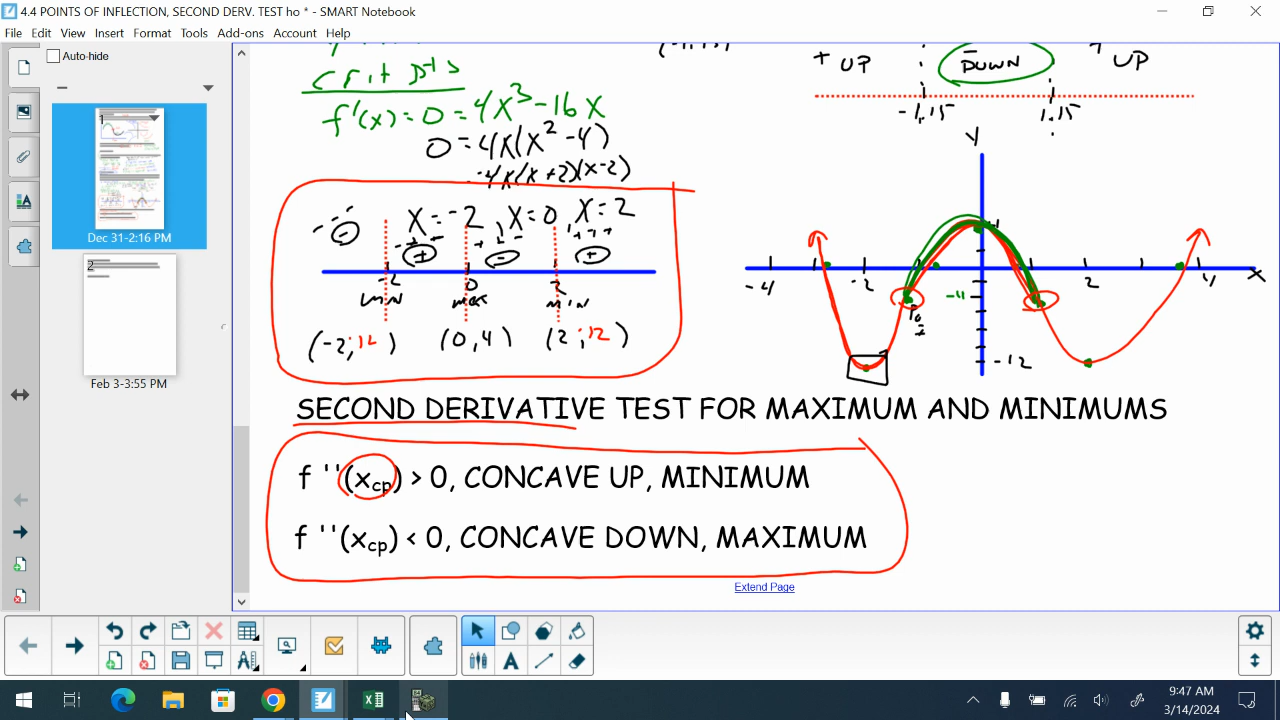 4.4 POINTS OF INFLECTION, SECOND DERV. TEST ho * - SMART Notebook
File Edit View Insert Format Tools Add-ons Account Help
Auto-hide
1
Dec 31-2:16 PM
2
Feb 3-3:55 PM
crit pts
f'(x) = 0 = 4x³ - 16x
0 = 4x(x² - 4)
4x(x+2)(x-2)
x = -2 x = 0 x = 2
- - -
(-) (+) (-) (+)
-2 0 2
MIN MAX MIN
(-2, -12) (0, 4) (2, -12)
+ UP - DOWN + UP
-1.15 1.15
y
-4 -2 2 4 x
-4
-12
SECOND DERIVATIVE TEST FOR MAXIMUM AND MINIMUMS
f ''(xcp) > 0, CONCAVE UP, MINIMUM
f ''(xcp) < 0, CONCAVE DOWN, MAXIMUM
Extend Page
9:47 AM
3/14/2024